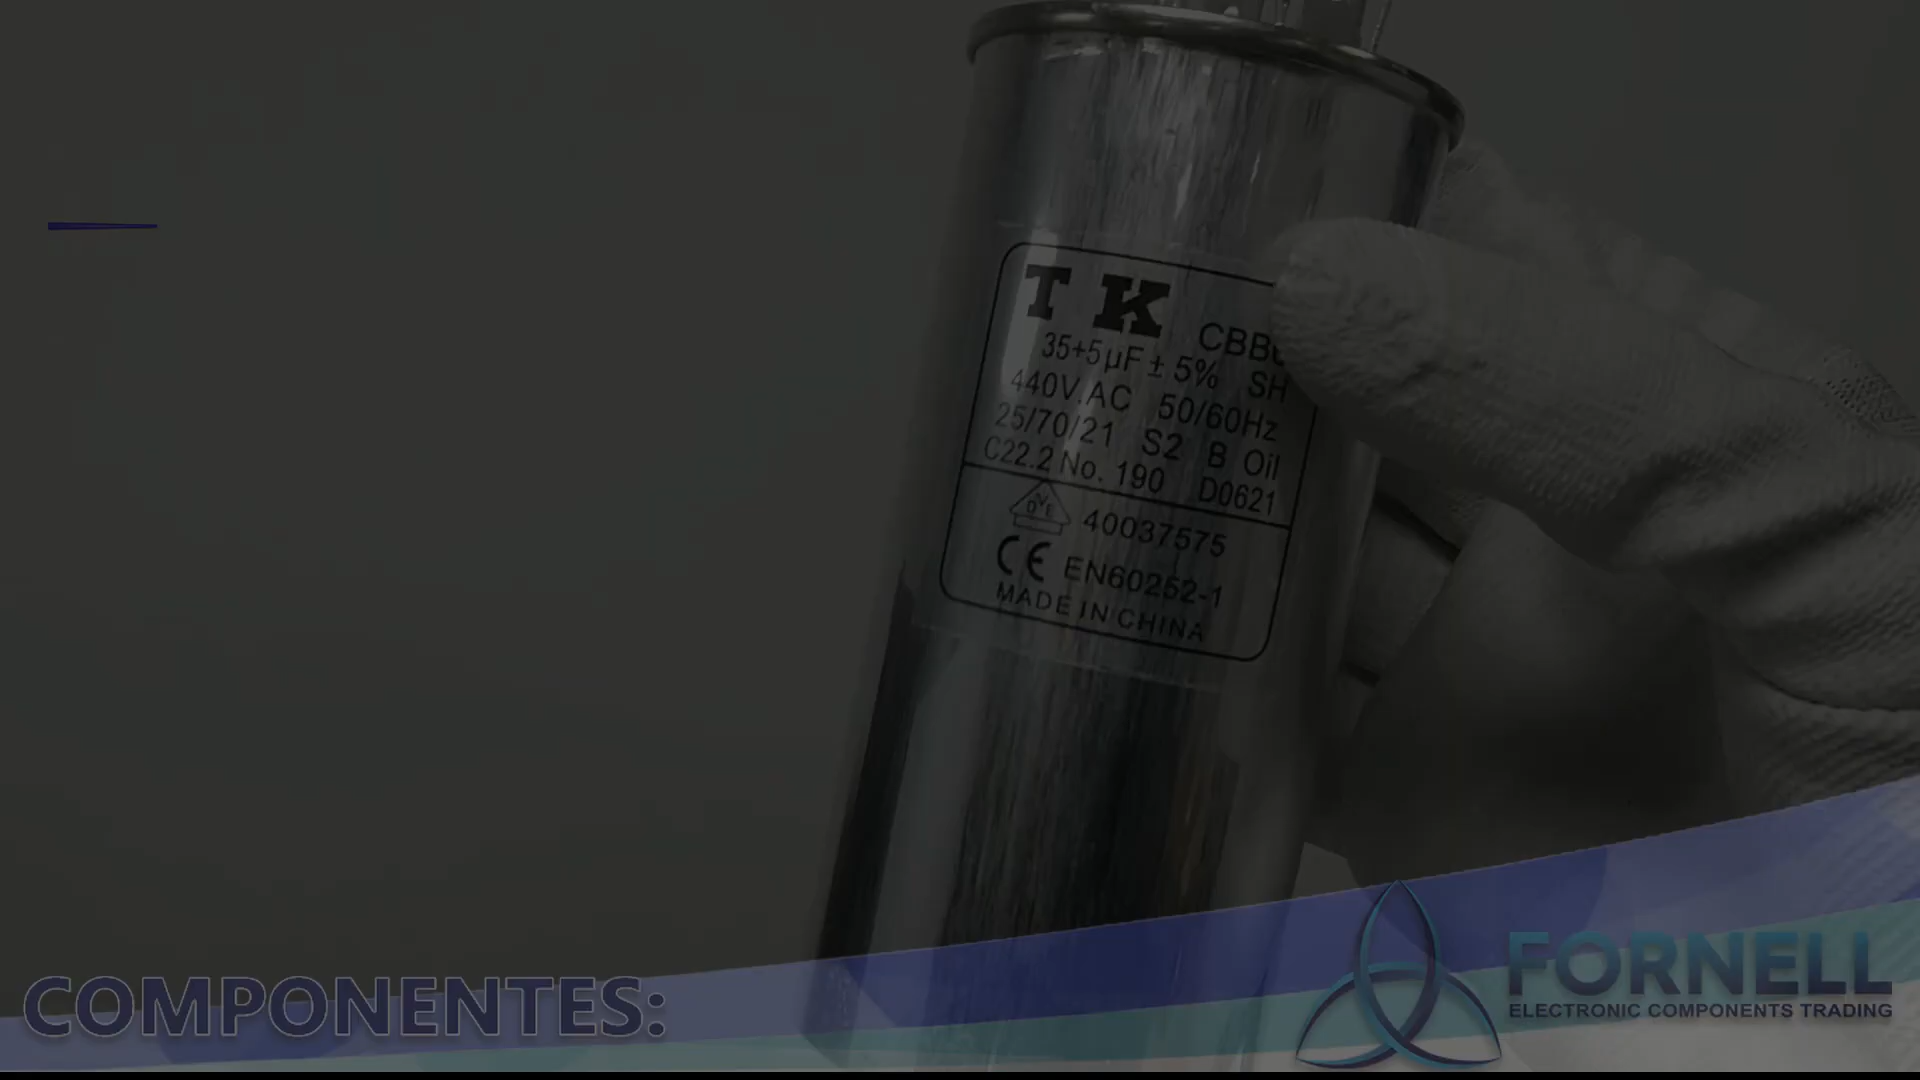 T K CBB
35+5µF ± 5% SH
440V.AC 50/60Hz
25/70/21 S2 B Oil
C22.2 No. 190 D0621
DVE 40037575
CE EN60252-1
MADE IN CHINA
COMPONENTES:
FORNELL
ELECTRONIC COMPONENTS TRADING